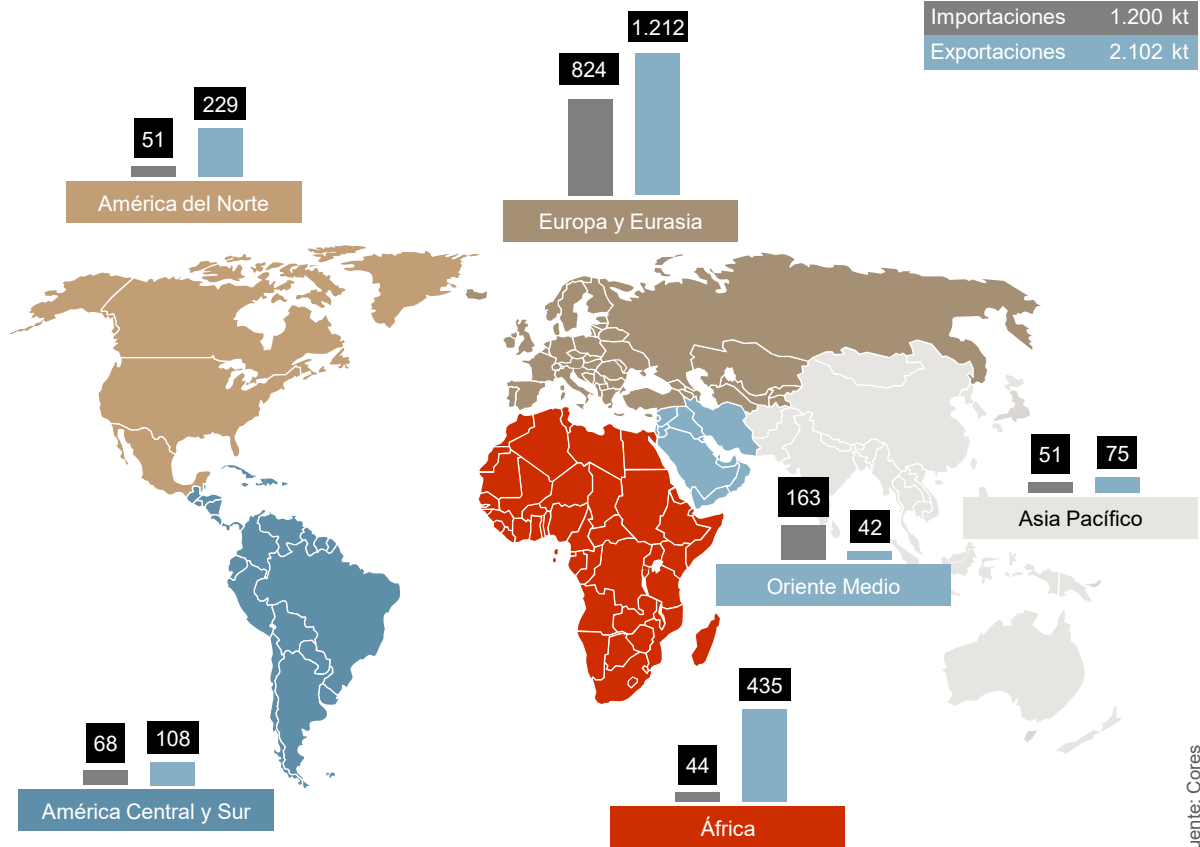 Importaciones 1.200 kt
Exportaciones 2.102 kt
1.212
824
Europa y Eurasia
229
51
América del Norte
51
75
Asia Pacífico
163
42
Oriente Medio
435
44
África
68
108
América Central y Sur
uente: Cores